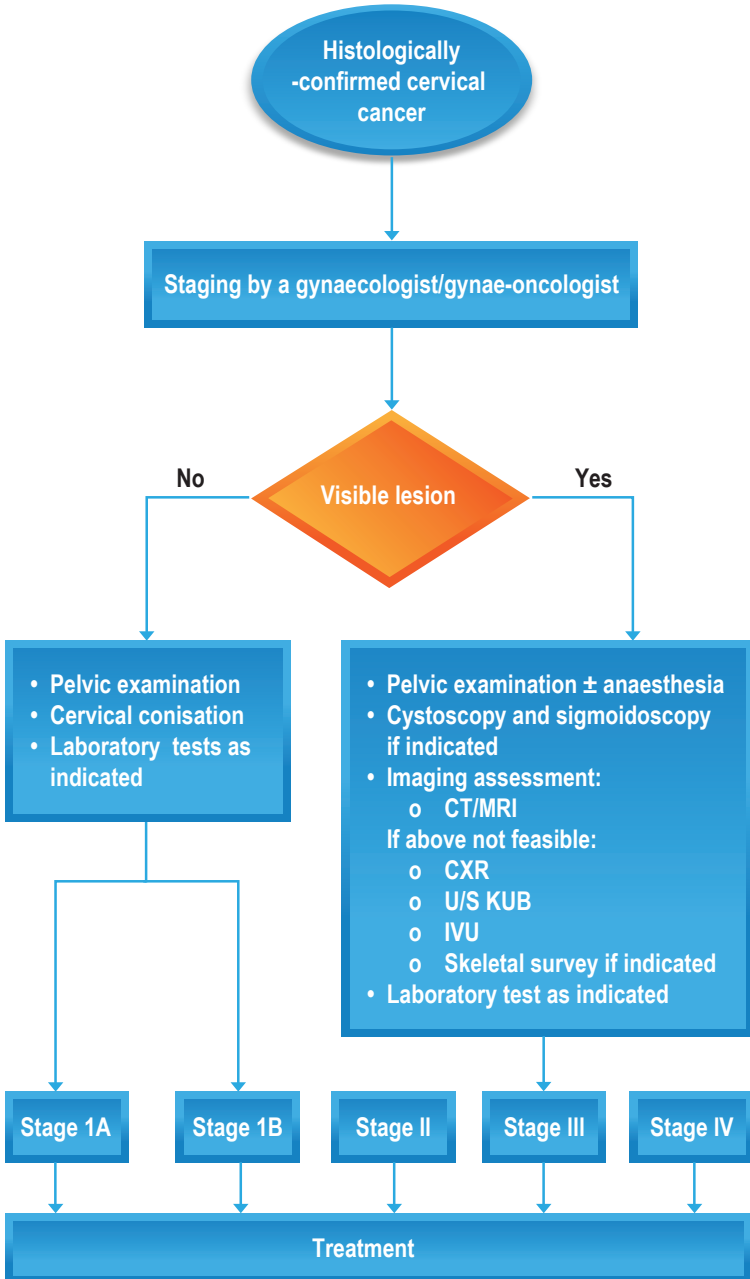 Histologically
-confirmed cervical
cancer
Staging by a gynaecologist/gynae-oncologist
Visible lesion
No
Yes
• Pelvic examination
• Cervical conisation
• Laboratory tests as
indicated
• Pelvic examination ± anaesthesia
• Cystoscopy and sigmoidoscopy
if indicated
• Imaging assessment:
o CT/MRI
If above not feasible:
o CXR
o U/S KUB
o IVU
o Skeletal survey if indicated
• Laboratory test as indicated
Stage 1A
Stage 1B
Stage II
Stage III
Stage IV
Treatment